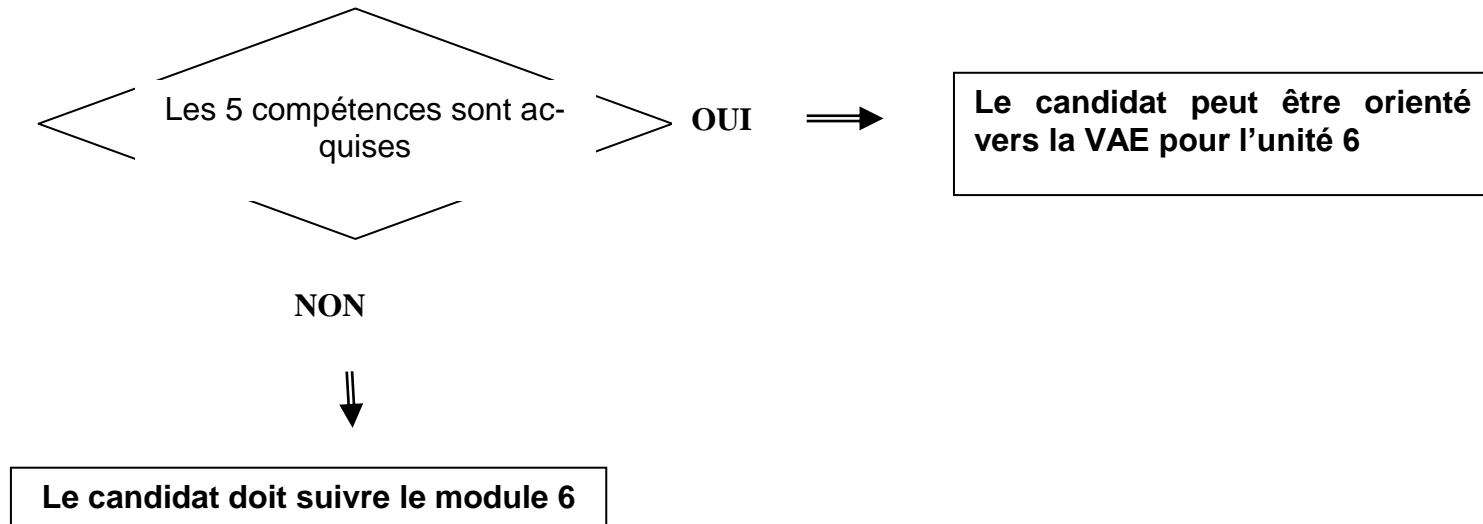 Les 5 compétences sont ac-
quises
OUI
Le candidat peut être orienté
vers la VAE pour l’unité 6
NON
Le candidat doit suivre le module 6